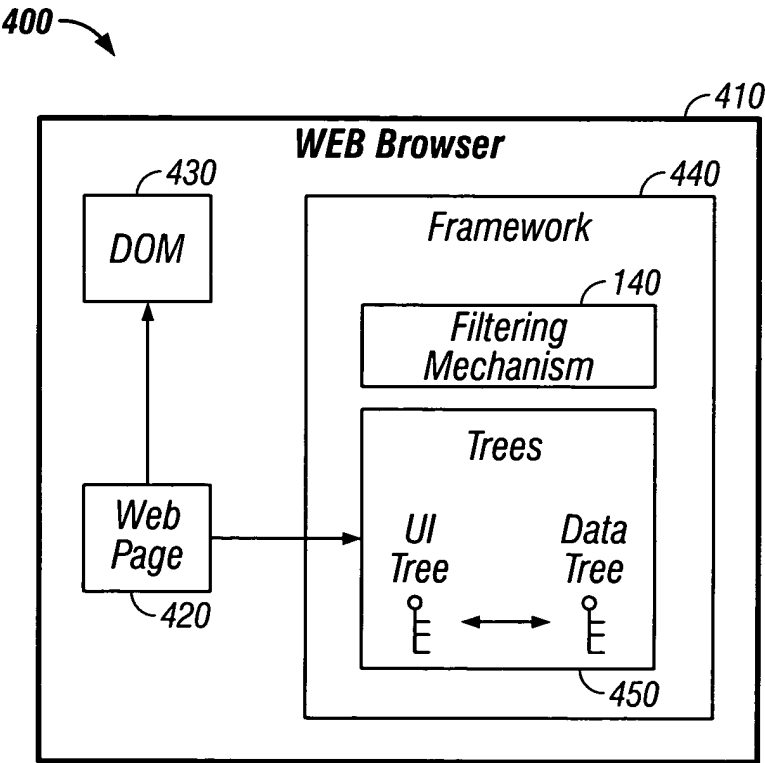 400
410
WEB Browser
430
440
DOM
Framework
140
Filtering
Mechanism
Trees
Web
Page
UI
Tree
Data
Tree
420
450